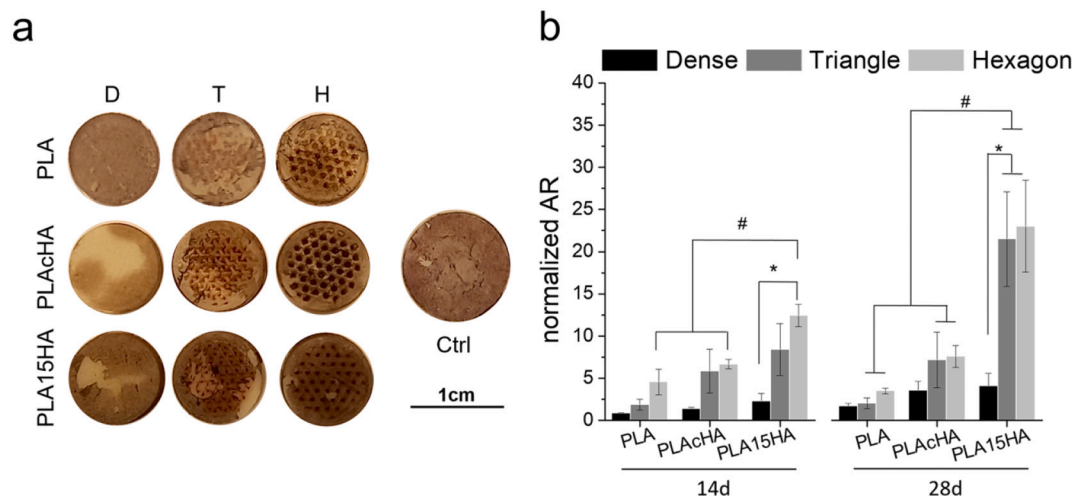 a
D T H
PLA
PLAcHA
PLA15HA
Ctrl
1cm
b
Dense Triangle Hexagon
normalized AR
40
35
30
25
20
15
10
5
0
#
*
#
*
PLA PLAcHA PLA15HA PLA PLAcHA PLA15HA
14d 28d